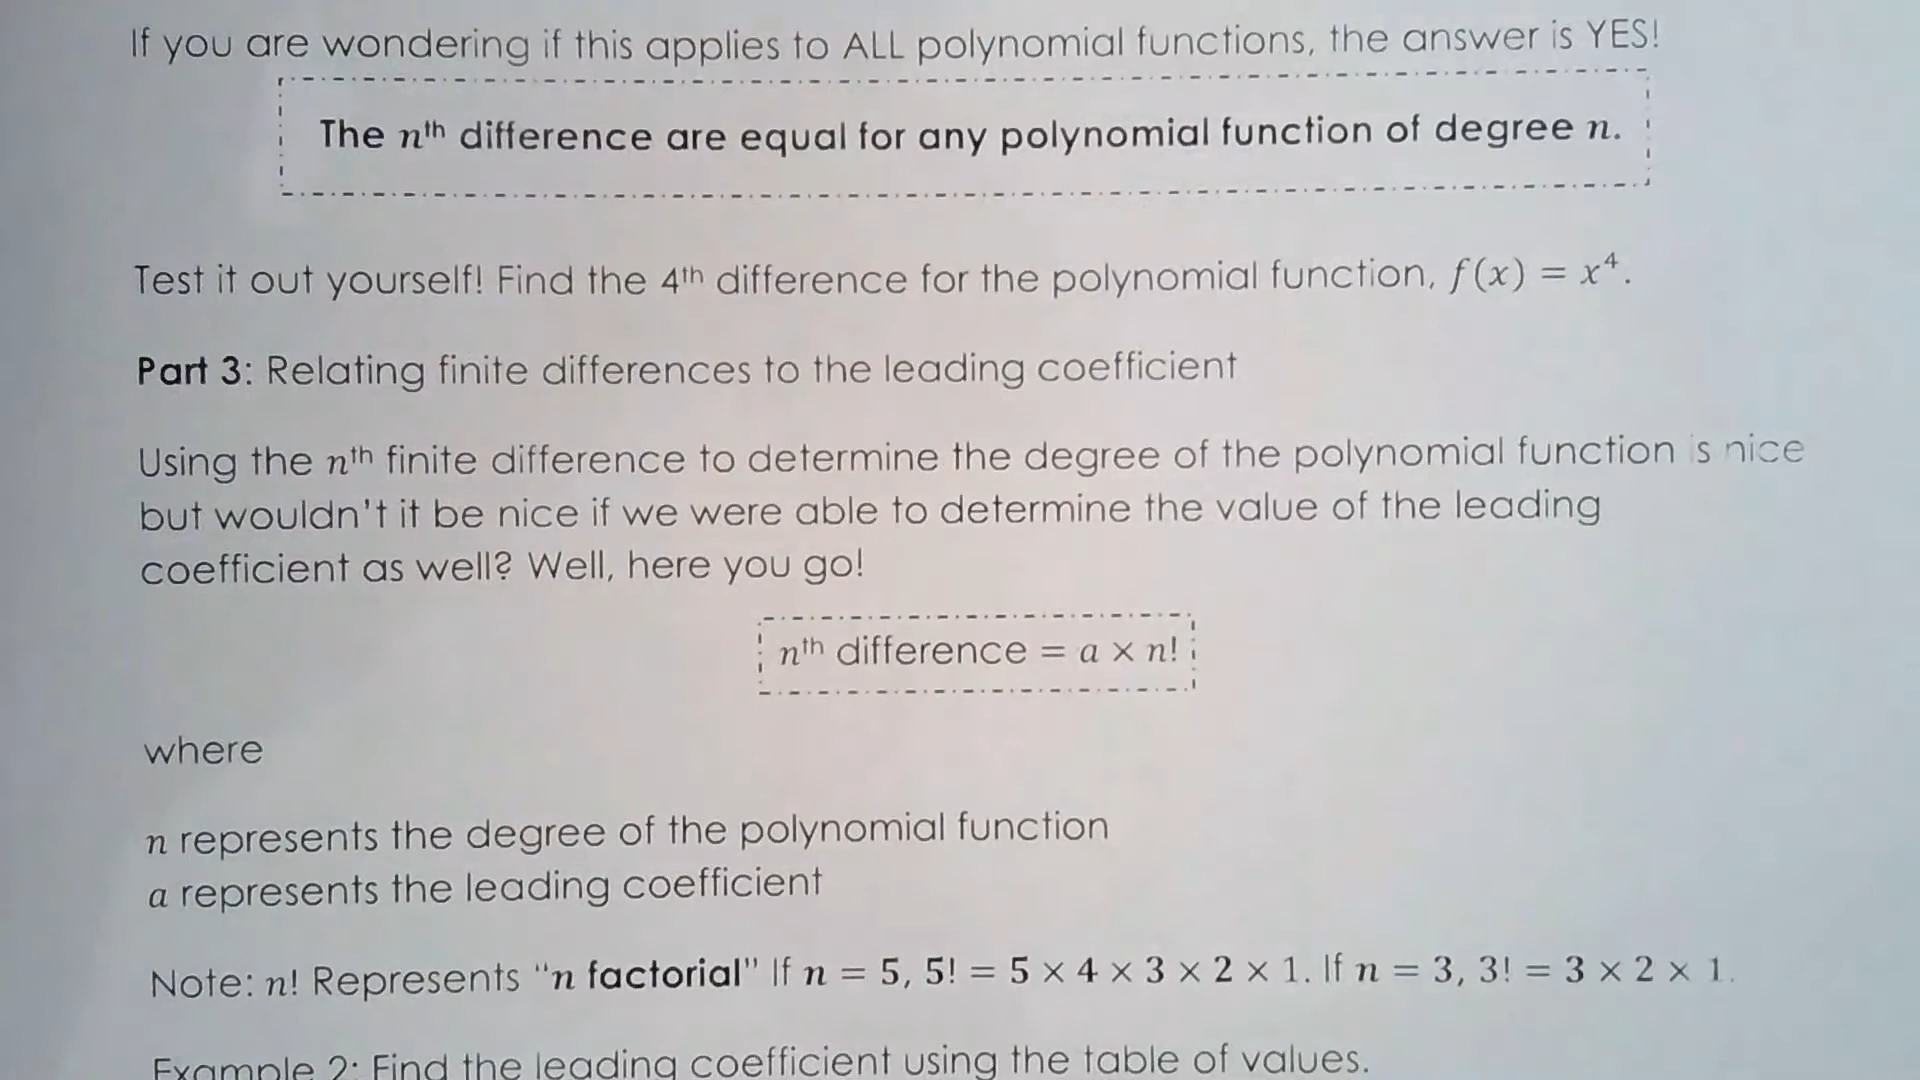 If you are wondering if this applies to ALL polynomial functions, the answer is YES!
The nth difference are equal for any polynomial function of degree n.
Test it out yourself! Find the 4th difference for the polynomial function, f(x) = x⁴.
Part 3: Relating finite differences to the leading coefficient
Using the nth finite difference to determine the degree of the polynomial function is nice
but wouldn't it be nice if we were able to determine the value of the leading
coefficient as well? Well, here you go!
nth difference = a × n!
where
n represents the degree of the polynomial function
a represents the leading coefficient
Note: n! Represents "n factorial" If n = 5, 5! = 5 × 4 × 3 × 2 × 1. If n = 3, 3! = 3 × 2 × 1.
Example 2: Find the leading coefficient using the table of values.